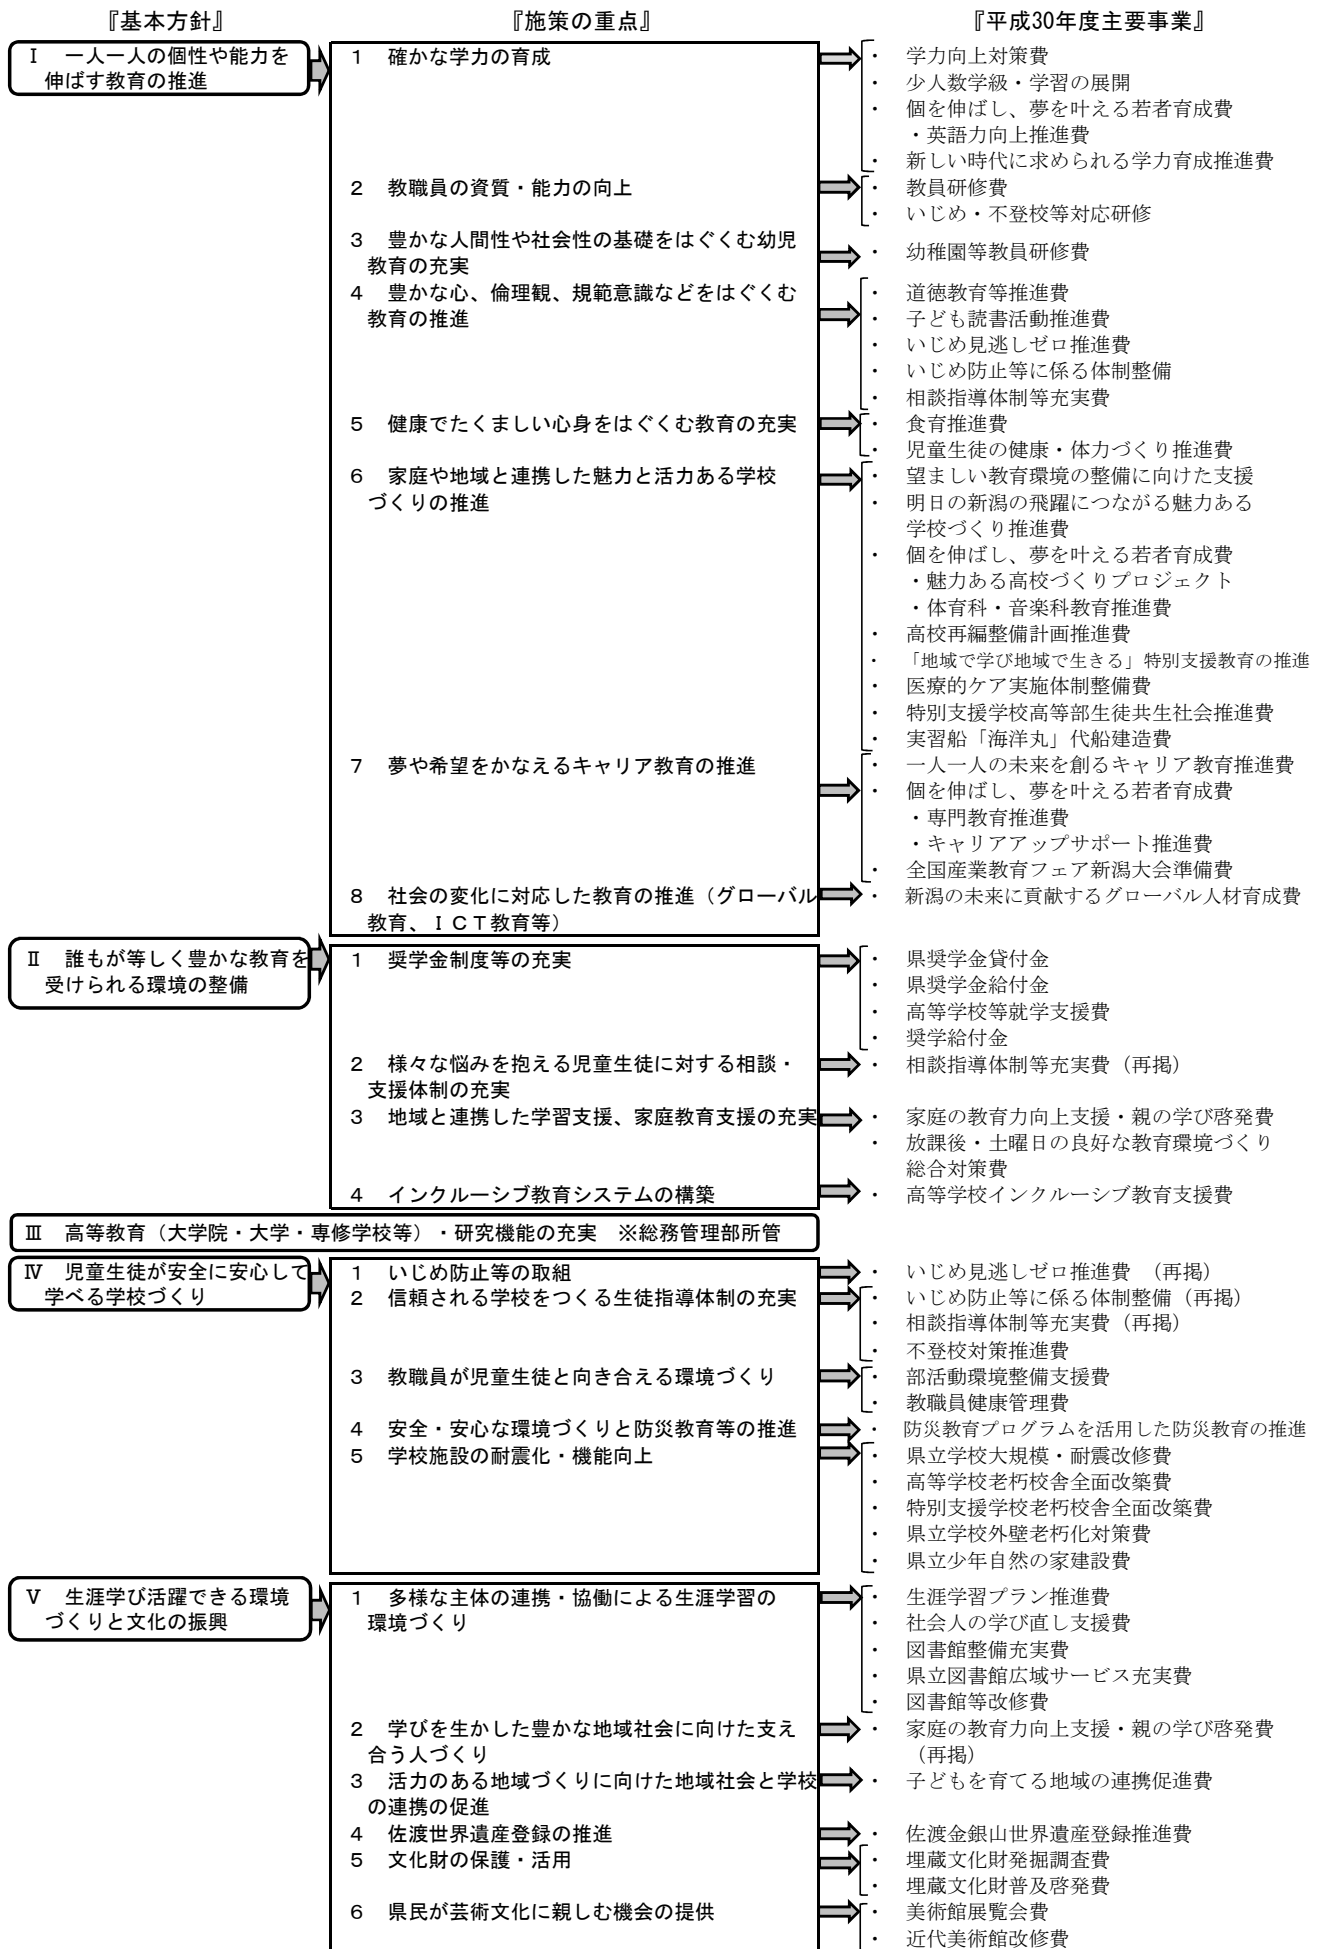 『基本方針』
『施策の重点』
『平成30年度主要事業』
Ⅰ　一人一人の個性や能力を
伸ばす教育の推進
１　確かな学力の育成
・　学力向上対策費
・　少人数学級・学習の展開
・　個を伸ばし、夢を叶える若者育成費
・英語力向上推進費
・　新しい時代に求められる学力育成推進費
２　教職員の資質・能力の向上
・　教員研修費
・　いじめ・不登校等対応研修
３　豊かな人間性や社会性の基礎をはぐくむ幼児
教育の充実
・　幼稚園等教員研修費
４　豊かな心、倫理観、規範意識などをはぐくむ
教育の推進
・　道徳教育等推進費
・　子ども読書活動推進費
・　いじめ見逃しゼロ推進費
・　いじめ防止等に係る体制整備
・　相談指導体制等充実費
５　健康でたくましい心身をはぐくむ教育の充実
・　食育推進費
・　児童生徒の健康・体力づくり推進費
６　家庭や地域と連携した魅力と活力ある学校
づくりの推進
・　望ましい教育環境の整備に向けた支援
・　明日の新潟の飛躍につながる魅力ある
学校づくり推進費
・　個を伸ばし、夢を叶える若者育成費
・魅力ある高校づくりプロジェクト
・体育科・音楽科教育推進費
・　高校再編整備計画推進費
・　「地域で学び地域で生きる」特別支援教育の推進
・　医療的ケア実施体制整備費
・　特別支援学校高等部生徒共生社会推進費
・　実習船「海洋丸」代船建造費
７　夢や希望をかなえるキャリア教育の推進
・　一人一人の未来を創るキャリア教育推進費
・　個を伸ばし、夢を叶える若者育成費
・専門教育推進費
・キャリアアップサポート推進費
・　全国産業教育フェア新潟大会準備費
８　社会の変化に対応した教育の推進（グローバル
教育、ＩＣＴ教育等）
・　新潟の未来に貢献するグローバル人材育成費
Ⅱ　誰もが等しく豊かな教育を
受けられる環境の整備
１　奨学金制度等の充実
・　県奨学金貸付金
・　県奨学金給付金
・　高等学校等就学支援費
・　奨学給付金
２　様々な悩みを抱える児童生徒に対する相談・
支援体制の充実
・　相談指導体制等充実費（再掲）
３　地域と連携した学習支援、家庭教育支援の充実
・　家庭の教育力向上支援・親の学び啓発費
・　放課後・土曜日の良好な教育環境づくり
総合対策費
４　インクルーシブ教育システムの構築
・　高等学校インクルーシブ教育支援費
Ⅲ　高等教育（大学院・大学・専修学校等）・研究機能の充実　※総務管理部所管
Ⅳ　児童生徒が安全に安心して
学べる学校づくり
１　いじめ防止等の取組
・　いじめ見逃しゼロ推進費　（再掲）
２　信頼される学校をつくる生徒指導体制の充実
・　いじめ防止等に係る体制整備（再掲）
・　相談指導体制等充実費（再掲）
・　不登校対策推進費
３　教職員が児童生徒と向き合える環境づくり
・　部活動環境整備支援費
・　教職員健康管理費
４　安全・安心な環境づくりと防災教育等の推進
・　防災教育プログラムを活用した防災教育の推進
５　学校施設の耐震化・機能向上
・　県立学校大規模・耐震改修費
・　高等学校老朽校舎全面改築費
・　特別支援学校老朽校舎全面改築費
・　県立学校外壁老朽化対策費
・　県立少年自然の家建設費
Ⅴ　生涯学び活躍できる環境
づくりと文化の振興
１　多様な主体の連携・協働による生涯学習の
環境づくり
・　生涯学習プラン推進費
・　社会人の学び直し支援費
・　図書館整備充実費
・　県立図書館広域サービス充実費
・　図書館等改修費
２　学びを生かした豊かな地域社会に向けた支え
合う人づくり
・　家庭の教育力向上支援・親の学び啓発費
（再掲）
３　活力のある地域づくりに向けた地域社会と学校
の連携の促進
・　子どもを育てる地域の連携促進費
４　佐渡世界遺産登録の推進
・　佐渡金銀山世界遺産登録推進費
５　文化財の保護・活用
・　埋蔵文化財発掘調査費
・　埋蔵文化財普及啓発費
６　県民が芸術文化に親しむ機会の提供
・　美術館展覧会費
・　近代美術館改修費